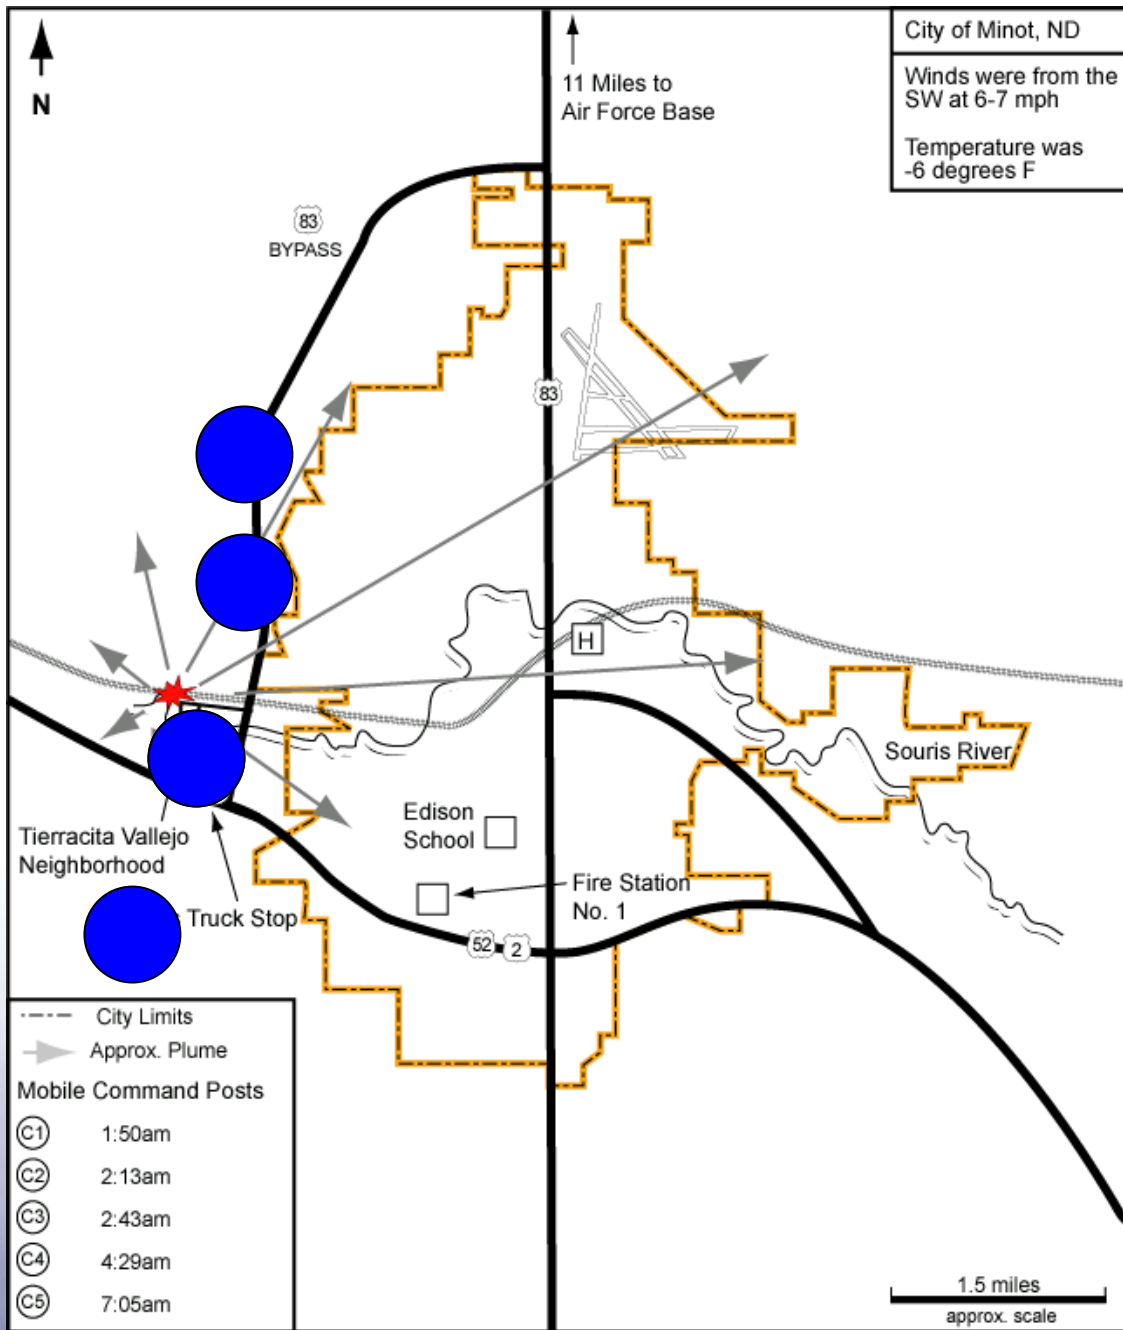 City of Minot, ND
Winds were from the
SW at 6-7 mph
Temperature was
-6 degrees F
N
11 Miles to
Air Force Base
83
BYPASS
83
H
Souris River
Edison
School
Tierracita Vallejo
Neighborhood
Fire Station
No. 1
Truck Stop
52
2
City Limits
Approx. Plume
Mobile Command Posts
C1 1:50am
C2 2:13am
C3 2:43am
C4 4:29am
C5 7:05am
1.5 miles
approx. scale